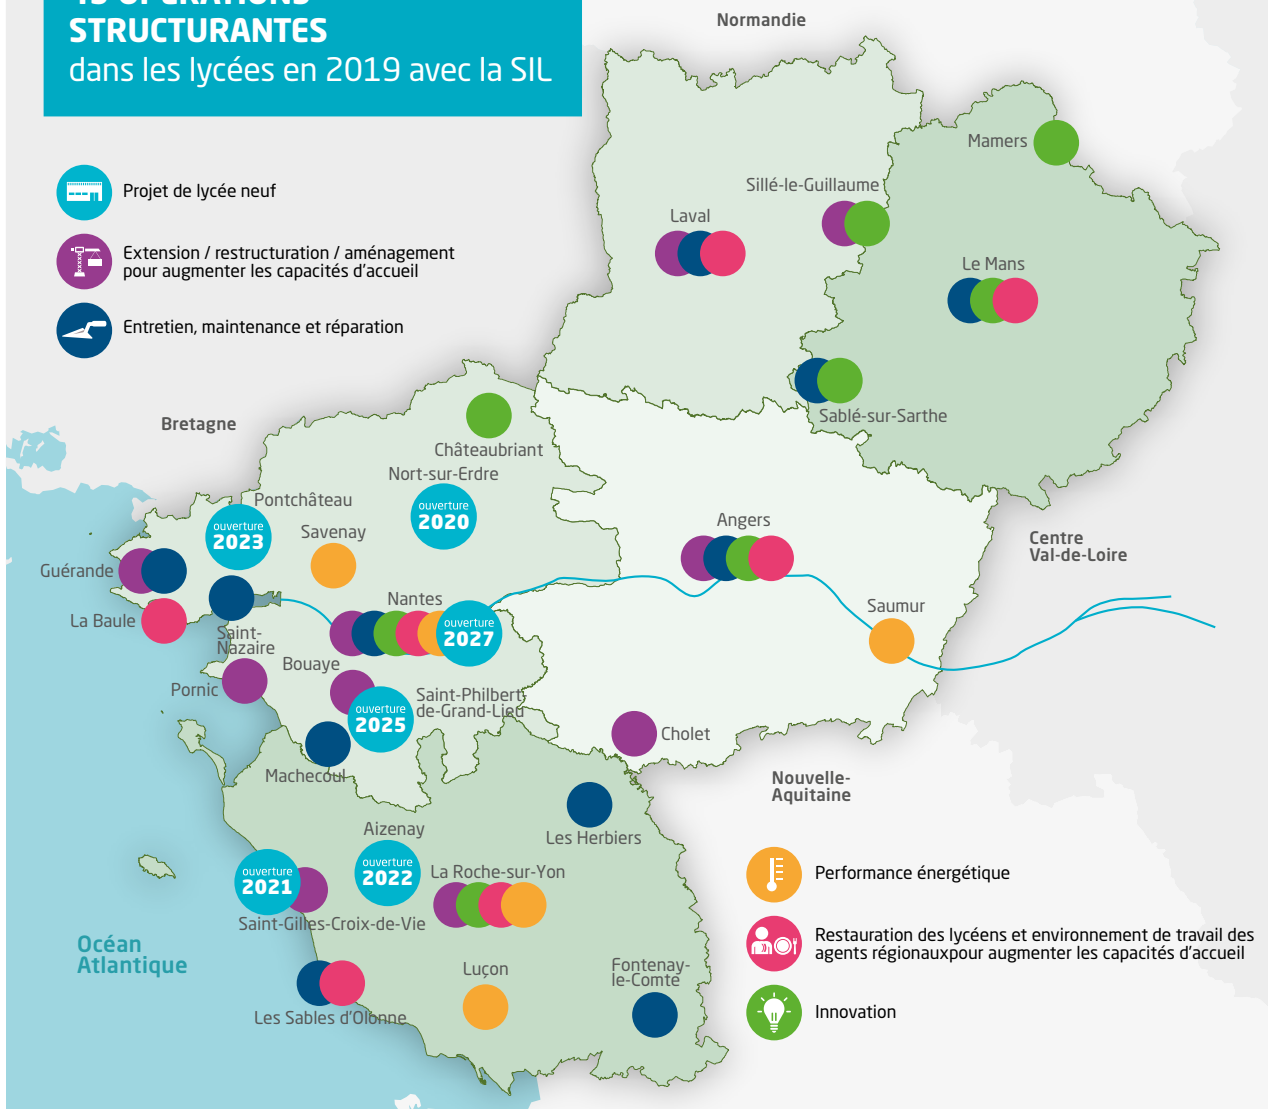 STRUCTURANTES
dans les lycées en 2019 avec la SIL
Projet de lycée neuf
Extension / restructuration / aménagement
pour augmenter les capacités d'accueil
Entretien, maintenance et réparation
Normandie
Mamers
Sillé-le-Guillaume
Laval
Le Mans
Sablé-sur-Sarthe
Bretagne
Châteaubriant
Nort-sur-Erdre
ouverture
2020
Pontchâteau
ouverture
2023
Savenay
Angers
Centre
Val-de-Loire
Guérande
La Baule
Saint-
Nazaire
Nantes
ouverture
2027
Saumur
Bouaye
Pornic
Saint-Philbert-
de-Grand-Lieu
ouverture
2025
Cholet
Machecoul
Nouvelle-
Aquitaine
Les Herbiers
Aizenay
ouverture
2022
ouverture
2021
La Roche-sur-Yon
Saint-Gilles-Croix-de-Vie
Océan
Atlantique
Luçon
Fontenay-
le-Comte
Les Sables d'Olonne
Performance énergétique
Restauration des lycéens et environnement de travail des
agents régionauxpour augmenter les capacités d'accueil
Innovation